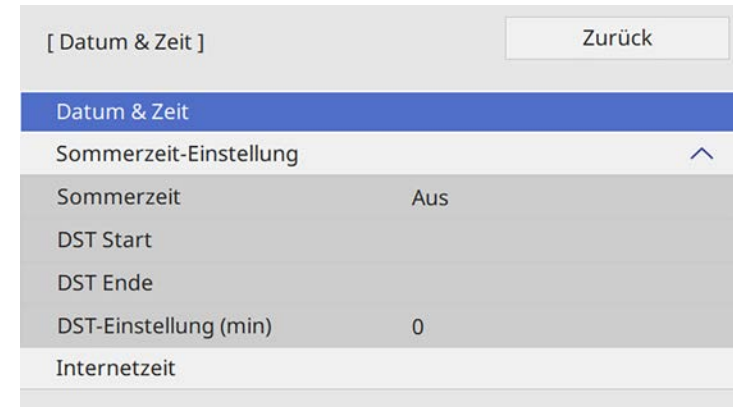 [ Datum & Zeit ] Zurück
Datum & Zeit
Sommerzeit-Einstellung
Sommerzeit Aus
DST Start
DST Ende
DST-Einstellung (min) 0
Internetzeit